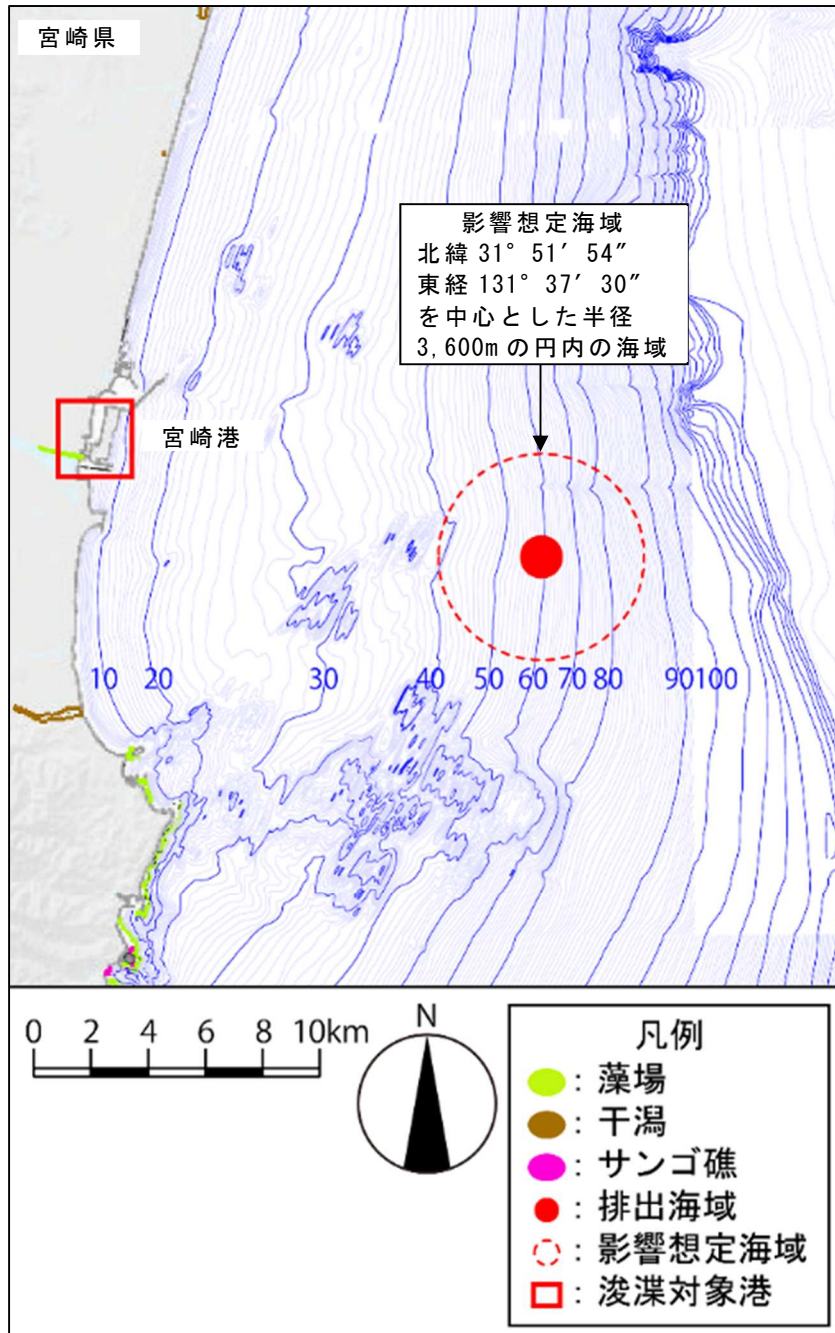 宮崎県
影響想定海域
北緯 31° 51′ 54″
東経 131° 37′ 30″
を中心とした半径
3,600m の円内の海域
宮崎港
10 20 30 40 50 60 70 80 90 100
0 2 4 6 8 10km
N
凡例
: 藻場
: 干潟
: サンゴ礁
: 排出海域
: 影響想定海域
: 浚渫対象港